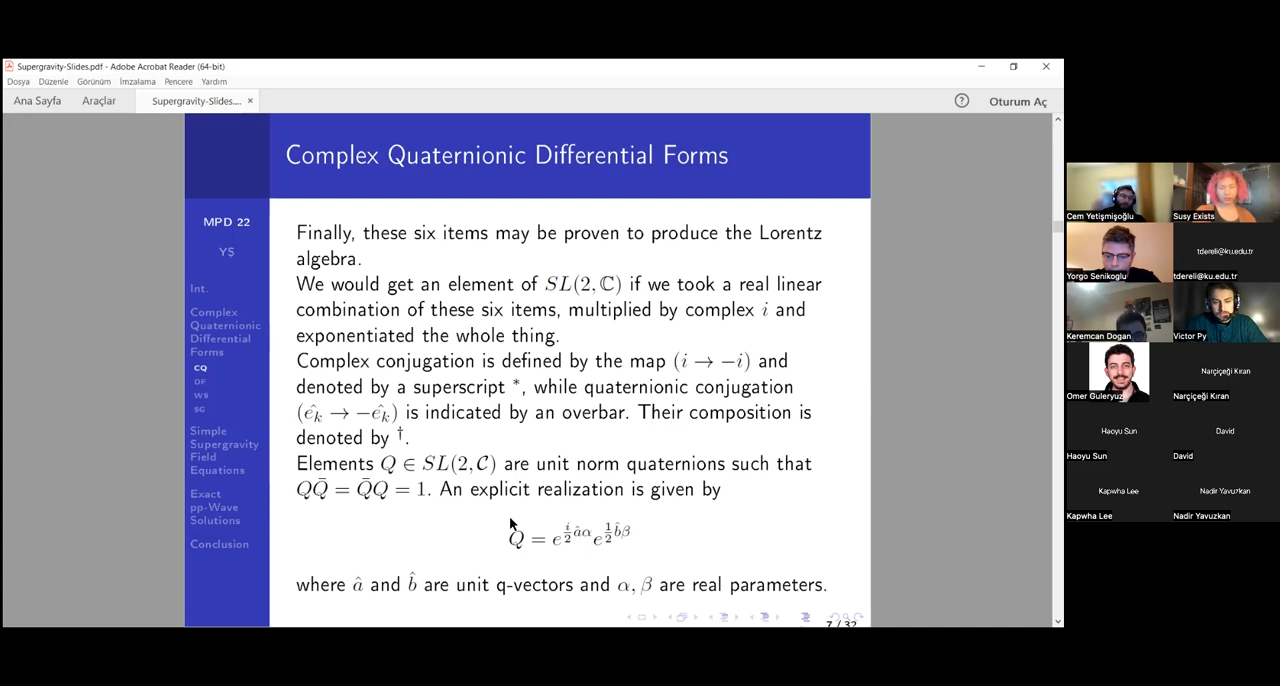 Supergravity-Slides.pdf - Adobe Acrobat Reader (64-bit)
Dosya Düzenle Görünüm İmzalama Pencere Yardım
Ana Sayfa Araçlar Supergravity-Slides.... × ? Oturum Aç
Complex Quaternionic Differential Forms
MPD 22
YŞ
Int.
Complex
Quaternionic
Differential
Forms
CQ
DF
WS
SG
Simple
Supergravity
Field
Equations
Exact
pp-Wave
Solutions
Conclusion
Finally, these six items may be proven to produce the Lorentz
algebra.
We would get an element of SL(2, ℂ) if we took a real linear
combination of these six items, multiplied by complex i and
exponentiated the whole thing.
Complex conjugation is defined by the map (i → −i) and
denoted by a superscript *, while quaternionic conjugation
(ê_k → −ê_k) is indicated by an overbar. Their composition is
denoted by †.
Elements Q ∈ SL(2, 𝒞) are unit norm quaternions such that
QQ̄ = Q̄Q = 1. An explicit realization is given by
Q = e^{\frac{i}{2}âα} e^{\frac{1}{2}b̂β}
where â and b̂ are unit q-vectors and α, β are real parameters.
7 / 32
Cem Yetişmişoğlu
Susy Exists
Yorgo Senikoglu
tdereli@ku.edu.tr
tdereli@ku.edu.tr
Keremcan Dogan
Victor Py
Omer Guleryuz
Narçiçeği Kıran
Narçiçeği Kıran
Haoyu Sun
David
Haoyu Sun
David
Kapwha Lee
Nadir Yavuzkan
Kapwha Lee
Nadir Yavuzkan